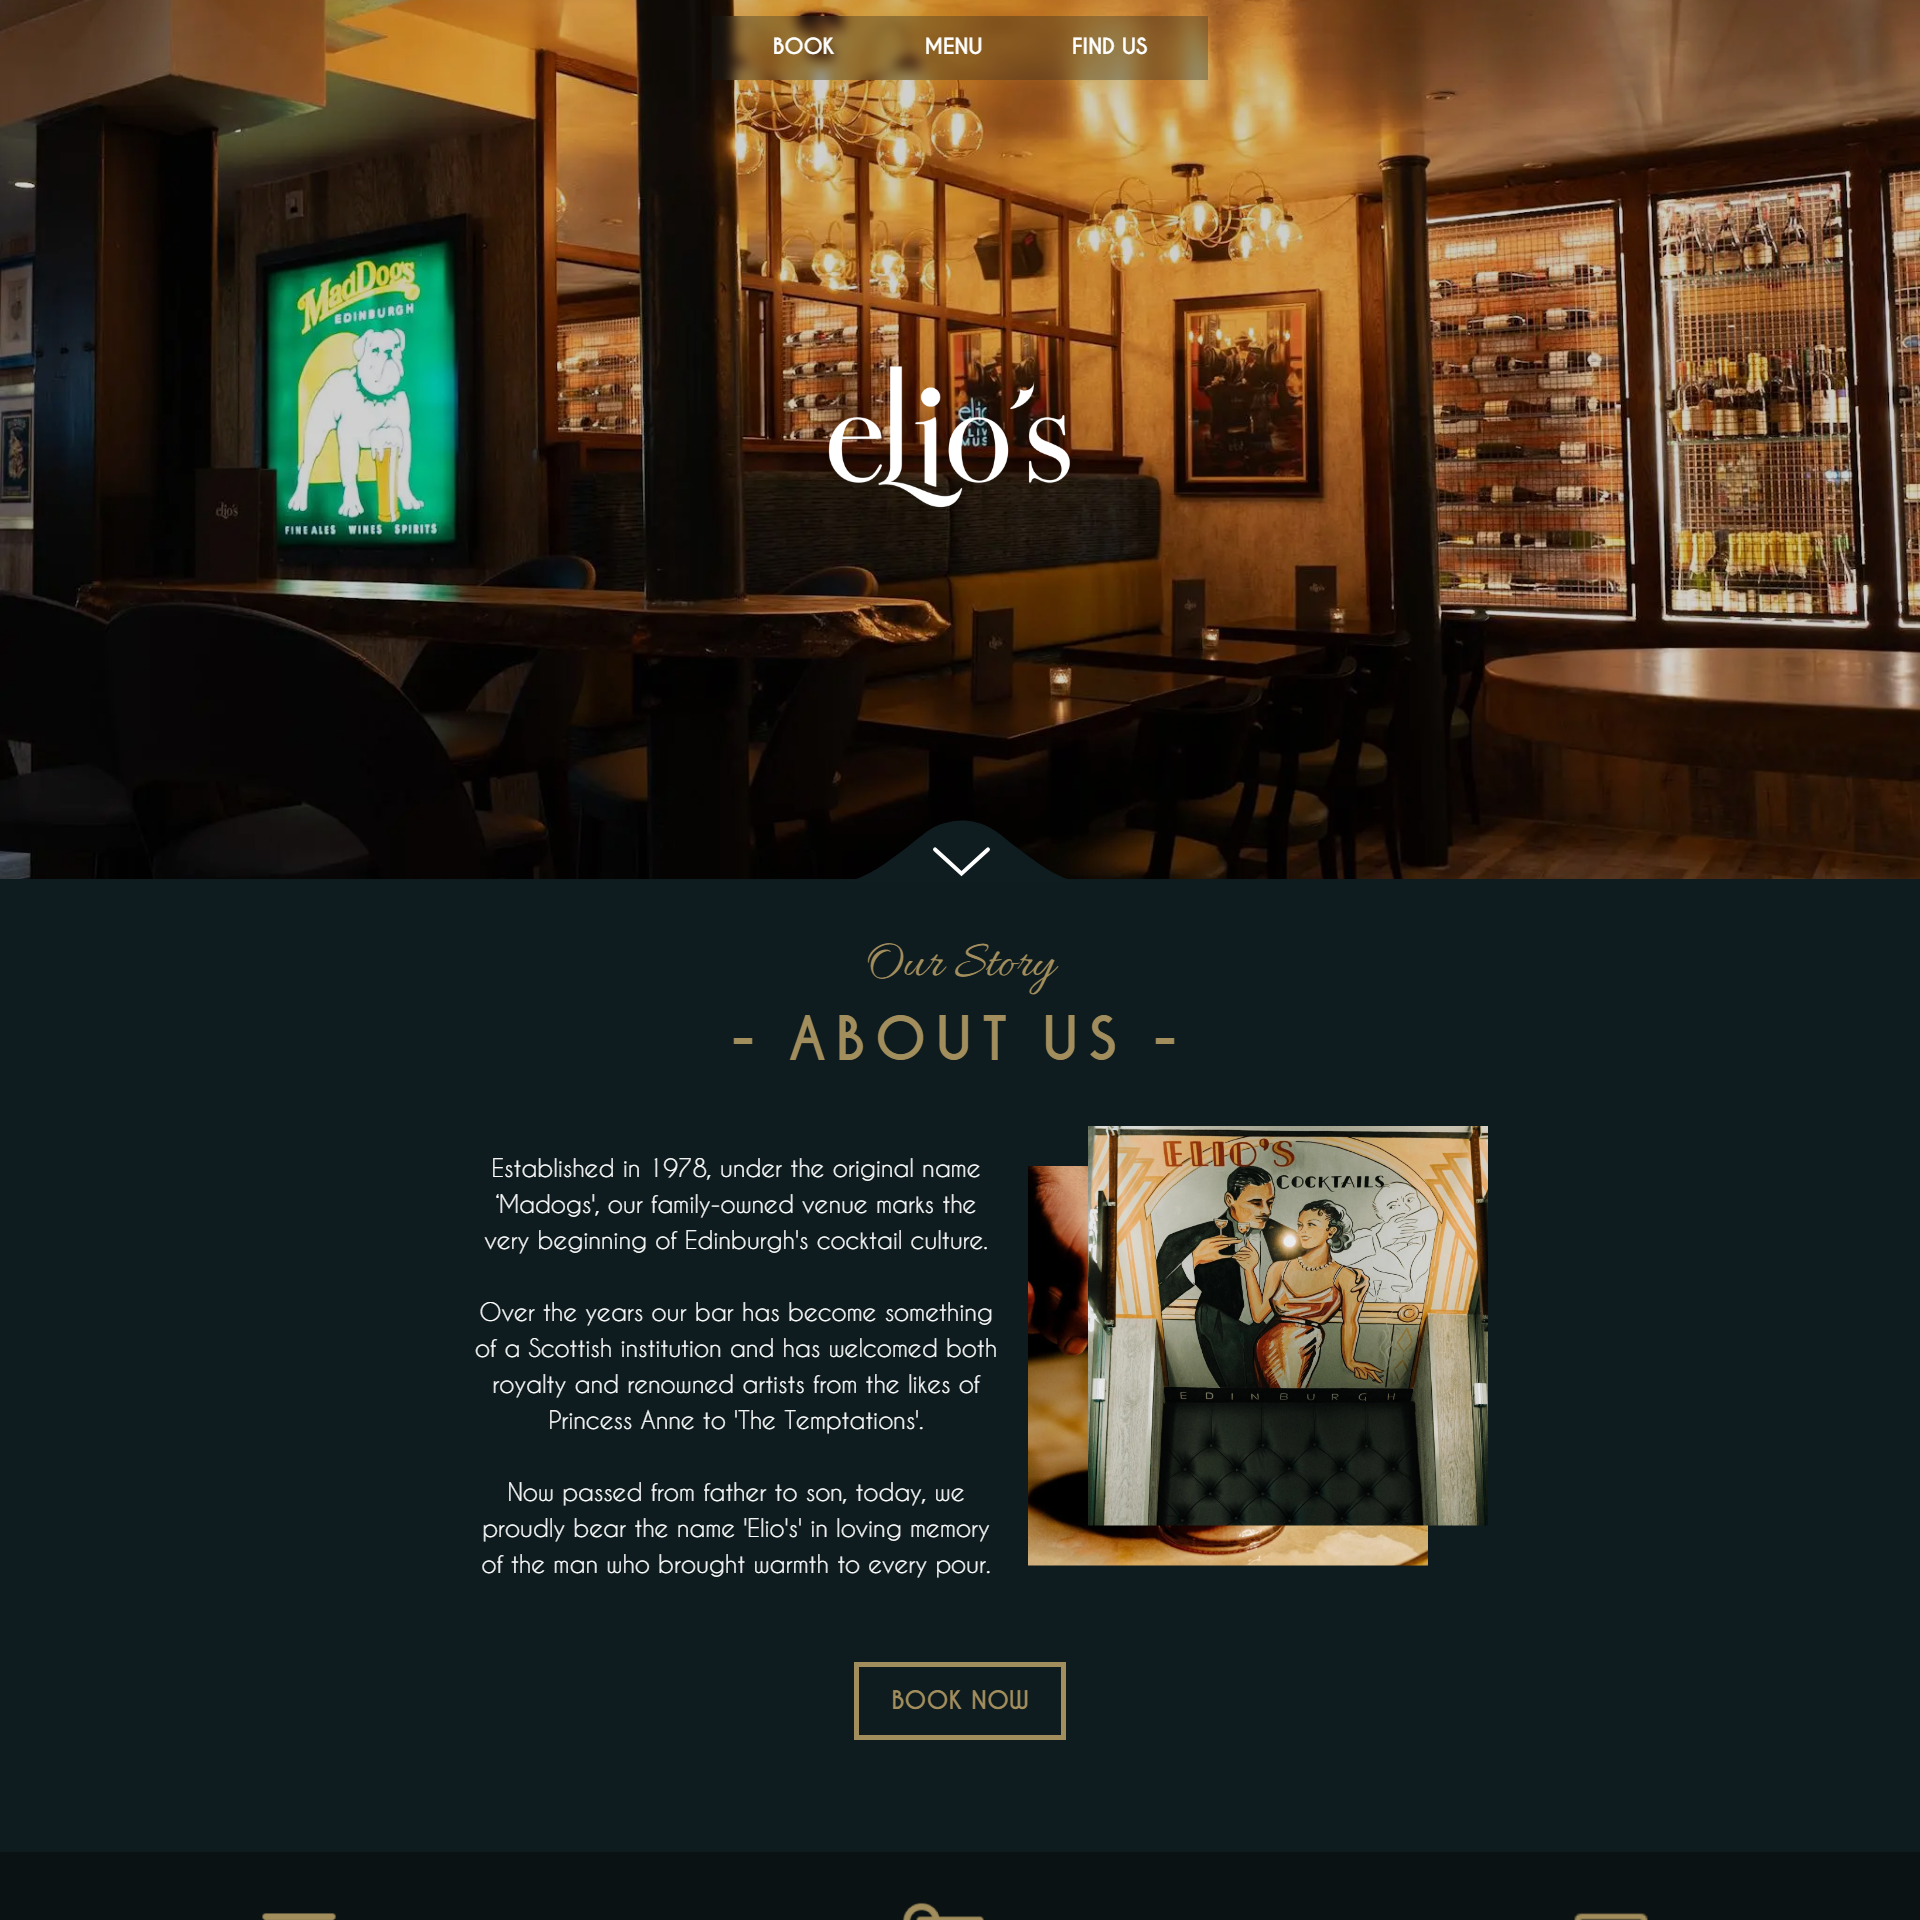 BOOK MENU FIND US
MadDogs
EDINBURGH
FINE ALES WINES SPIRITS
elio's
elio's
Our Story
- ABOUT US -
Established in 1978, under the original name
‘Madogs', our family-owned venue marks the
very beginning of Edinburgh's cocktail culture.
Over the years our bar has become something
of a Scottish institution and has welcomed both
royalty and renowned artists from the likes of
Princess Anne to 'The Temptations'.
Now passed from father to son, today, we
proudly bear the name 'Elio's' in loving memory
of the man who brought warmth to every pour.
ELIO'S
COCKTAILS
EDINBURGH
BOOK NOW